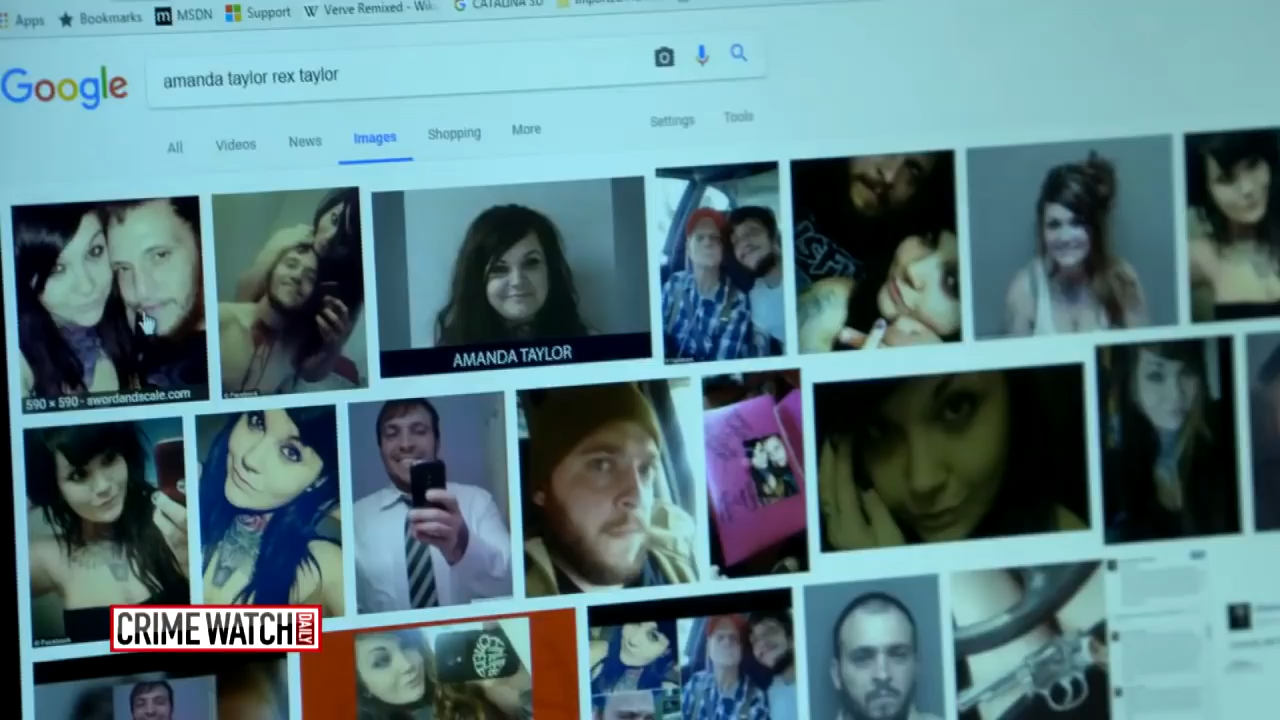 Apps Bookmarks MSDN Support Verve Remixed - Wik CATALINA 30
Google
amanda taylor rex taylor
All Videos News Images Shopping More Settings Tools
AMANDA TAYLOR
590 × 590 - swordandscale.com
CRIME WATCH DAILY